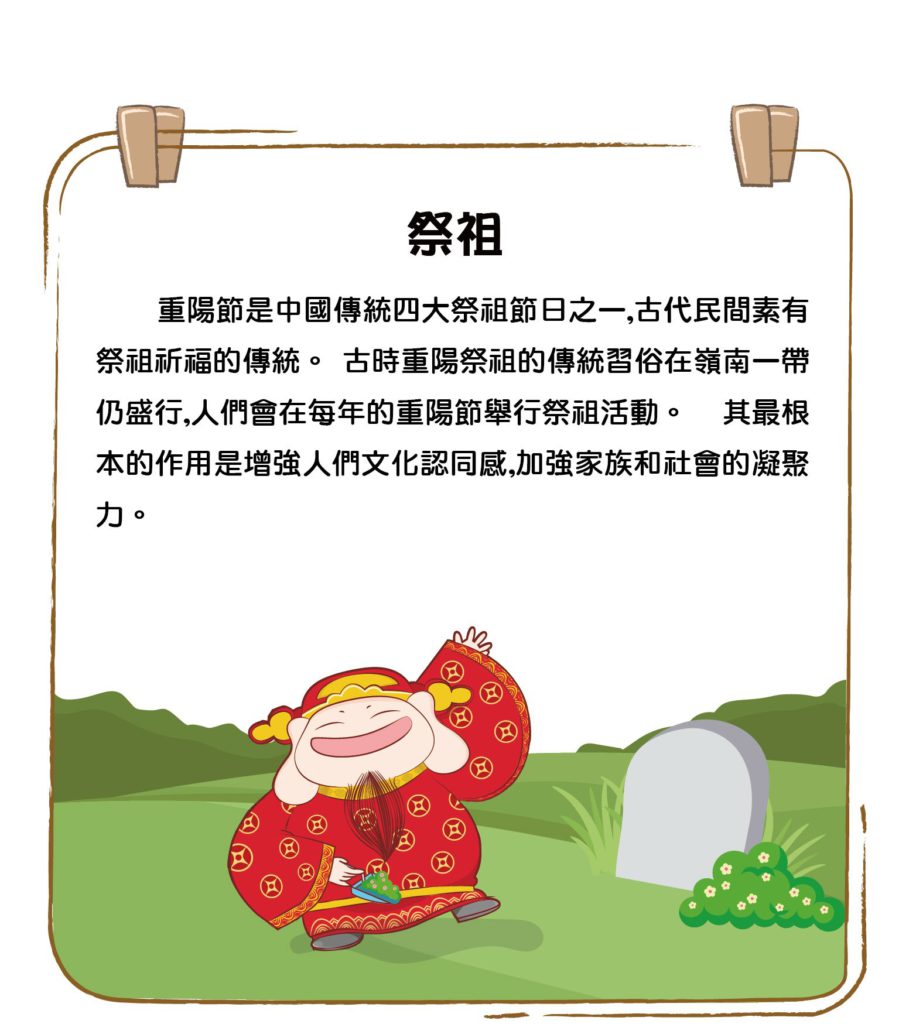 祭祖
重陽節是中國傳統四大祭祖節日之一,古代民間素有
祭祖祈福的傳統。 古時重陽祭祖的傳統習俗在嶺南一帶
仍盛行,人們會在每年的重陽節舉行祭祖活動。 其最根
本的作用是增強人們文化認同感,加強家族和社會的凝聚
力。